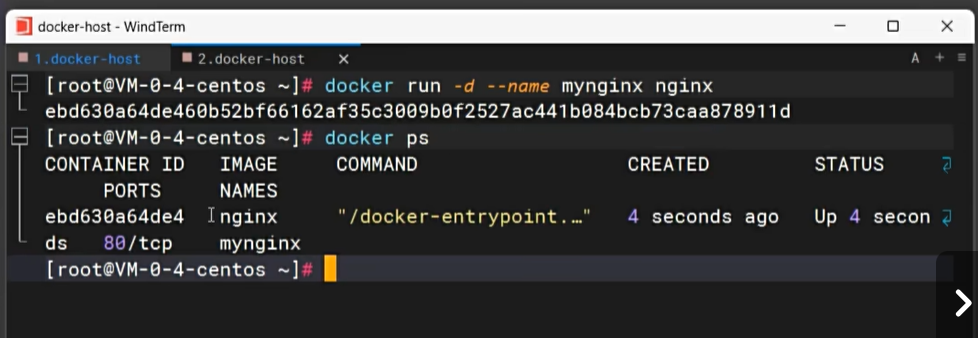 docker-host - WindTerm
1.docker-host 2.docker-host A
[root@VM-0-4-centos ~]# docker run -d --name mynginx nginx
ebd630a64de460b52bf66162af35c3009b0f2527ac441b084bcb73caa878911d
[root@VM-0-4-centos ~]# docker ps
CONTAINER ID IMAGE COMMAND CREATED STATUS
PORTS NAMES
ebd630a64de4 nginx "/docker-entrypoint.…" 4 seconds ago Up 4 secon
ds 80/tcp mynginx
[root@VM-0-4-centos ~]#